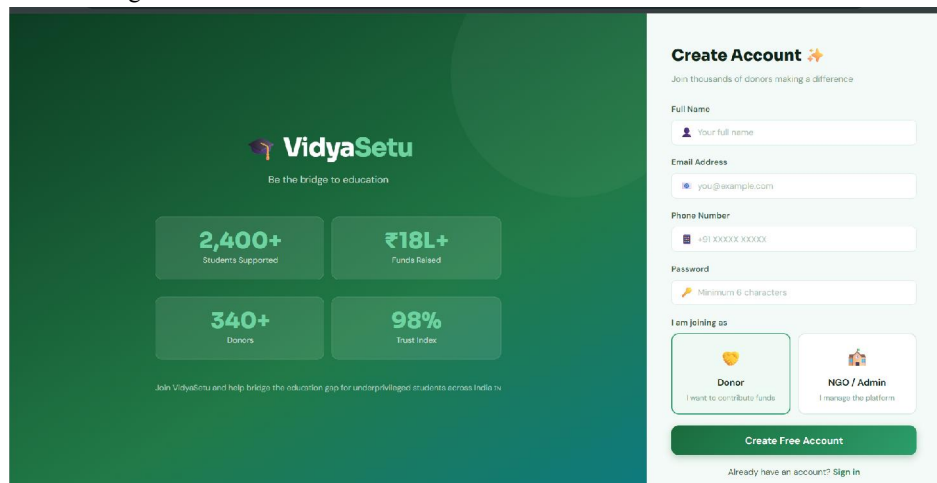 VidyaSetu
Be the bridge to education
2,400+
Students Supported
₹18L+
Funds Raised
340+
Donors
98%
Trust Index
Join VidyaSetu and help bridge the education gap for underprivileged students across India
Create Account
Join thousands of donors making a difference
Full Name
Your full name
Email Address
you@example.com
Phone Number
+91 XXXXX XXXXX
Password
Minimum 6 characters
I am joining as
Donor
I want to contribute funds
NGO / Admin
I manage the platform
Create Free Account
Already have an account? Sign in